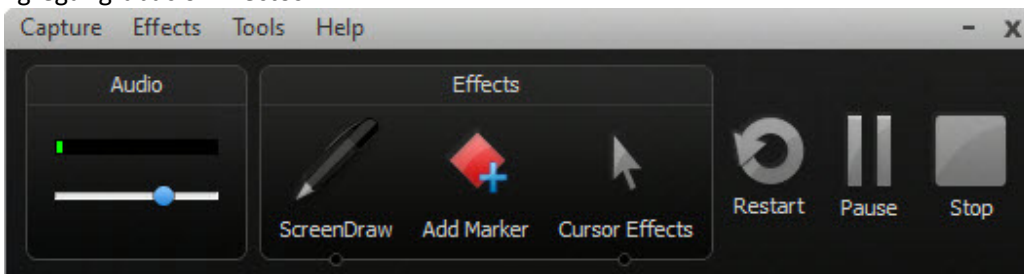 Capture Effects Tools Help - x
Audio Effects
ScreenDraw Add Marker Cursor Effects Restart Pause Stop